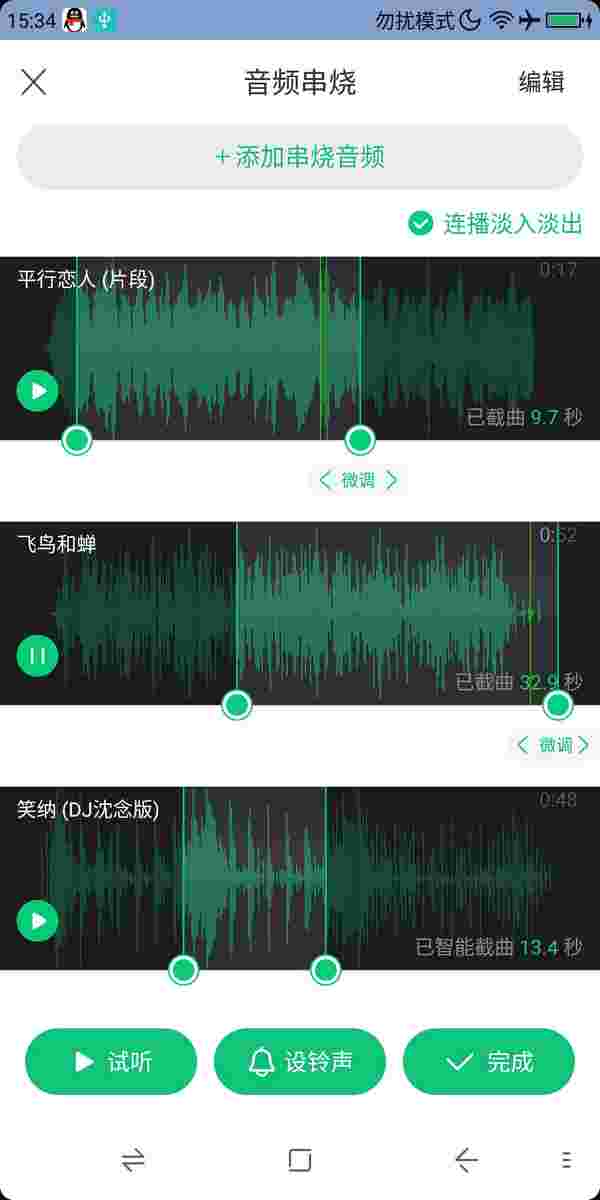 15:34 勿扰模式
音频串烧 编辑
+添加串烧音频
连播淡入淡出
平行恋人 (片段) 0:17
已截曲 9.7 秒
微调
飞鸟和蝉 0:52
已截曲 32.9 秒
微调
笑纳 (DJ沈念版) 0:48
已智能截曲 13.4 秒
试听 设铃声 完成